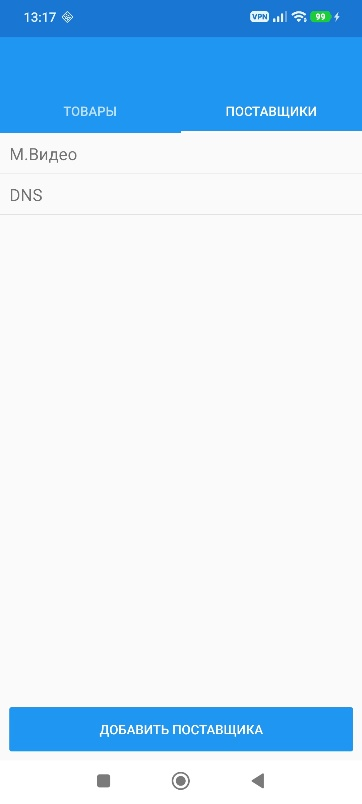 13:17
VPN
99
ТОВАРЫ
ПОСТАВЩИКИ
М.Видео
DNS
ДОБАВИТЬ ПОСТАВЩИКА